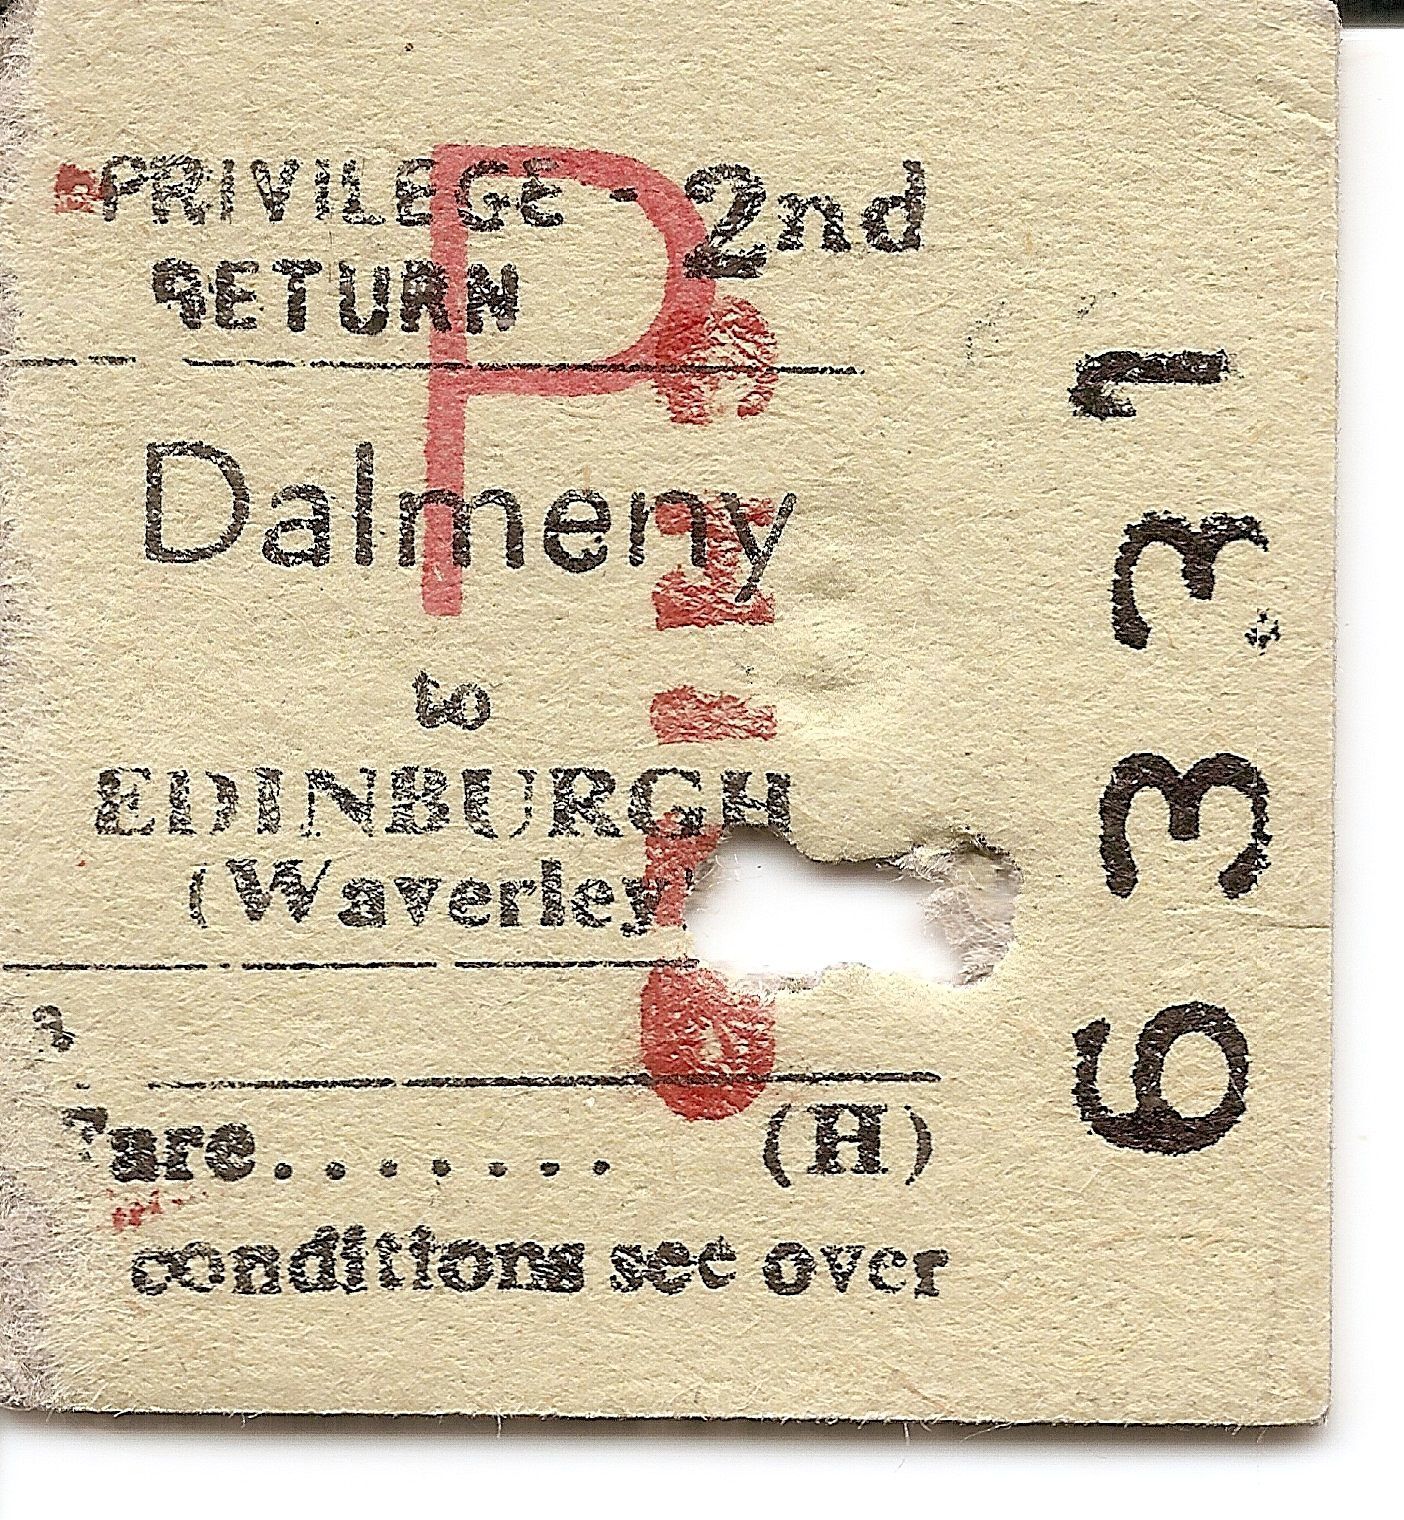 PRIVILEGE - 2nd
RETURN
P
Dalmeny
to
EDINBURGH
(Waverley)
Fare....... (H)
conditions see over
6331